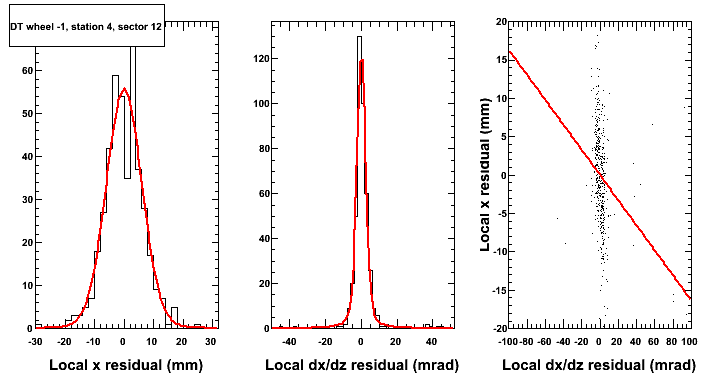 DT wheel -1, station 4, sector 12
60
50
40
30
20
10
0
-30 -20 -10 0 10 20 30
Local x residual (mm)
120
100
80
60
40
20
0
-40 -20 0 20 40
Local dx/dz residual (mrad)
Local x residual (mm)
20
15
10
5
0
-5
-10
-15
-20
-100 -80 -60 -40 -20 0 20 40 60 80 100
Local dx/dz residual (mrad)